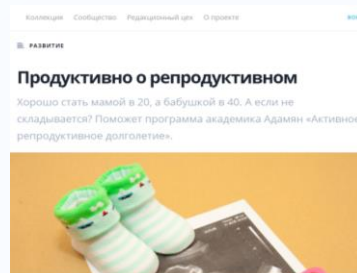 Коллекция Сообщество Редакционный цех О проекте
РАЗВИТИЕ
Продуктивно о репродуктивном
Хорошо стать мамой в 20, а бабушкой в 40. А если не
складывается? Поможет программа академика Адамян «Активное
репродуктивное долголетие».